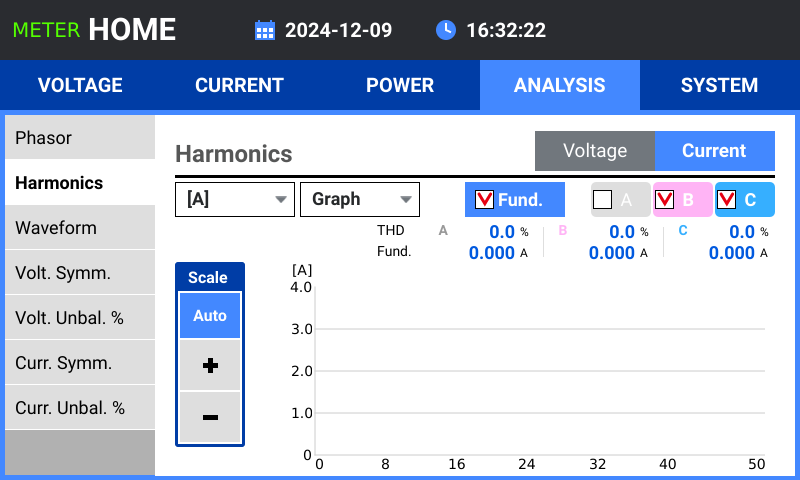 METER HOME 2024-12-09 16:32:22
VOLTAGE CURRENT POWER ANALYSIS SYSTEM
Phasor
Harmonics
Waveform
Volt. Symm.
Volt. Unbal. %
Curr. Symm.
Curr. Unbal. %
Harmonics Voltage Current
[A] Graph Fund. A B C
THD A 0.0 % B 0.0 % C 0.0 %
Fund. 0.000 A 0.000 A 0.000 A
Scale
Auto
+
−
[A]
4.0
3.0
2.0
1.0
0
0 8 16 24 32 40 50